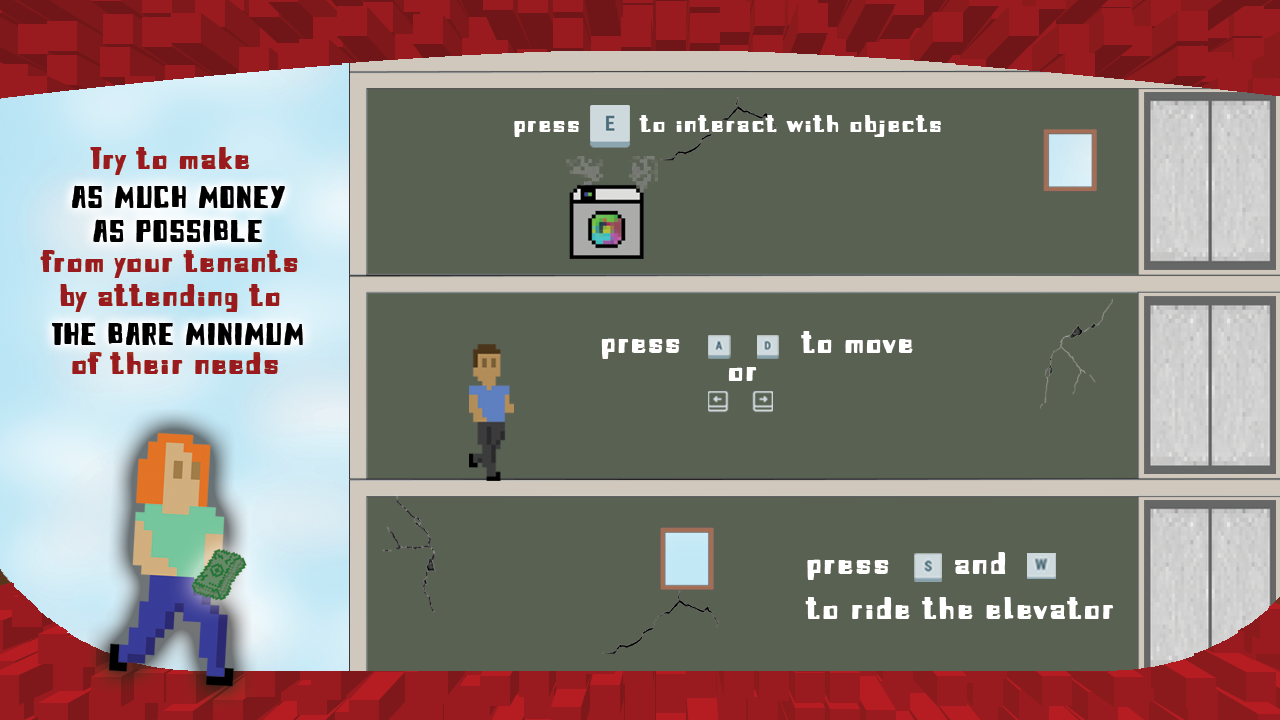 Try to make
AS MUCH MONEY
AS POSSIBLE
from your tenants
by attending to
THE BARE MINIMUM
of their needs
press E to interact with objects
press A D to move
or
← →
press S and W
to ride the elevator